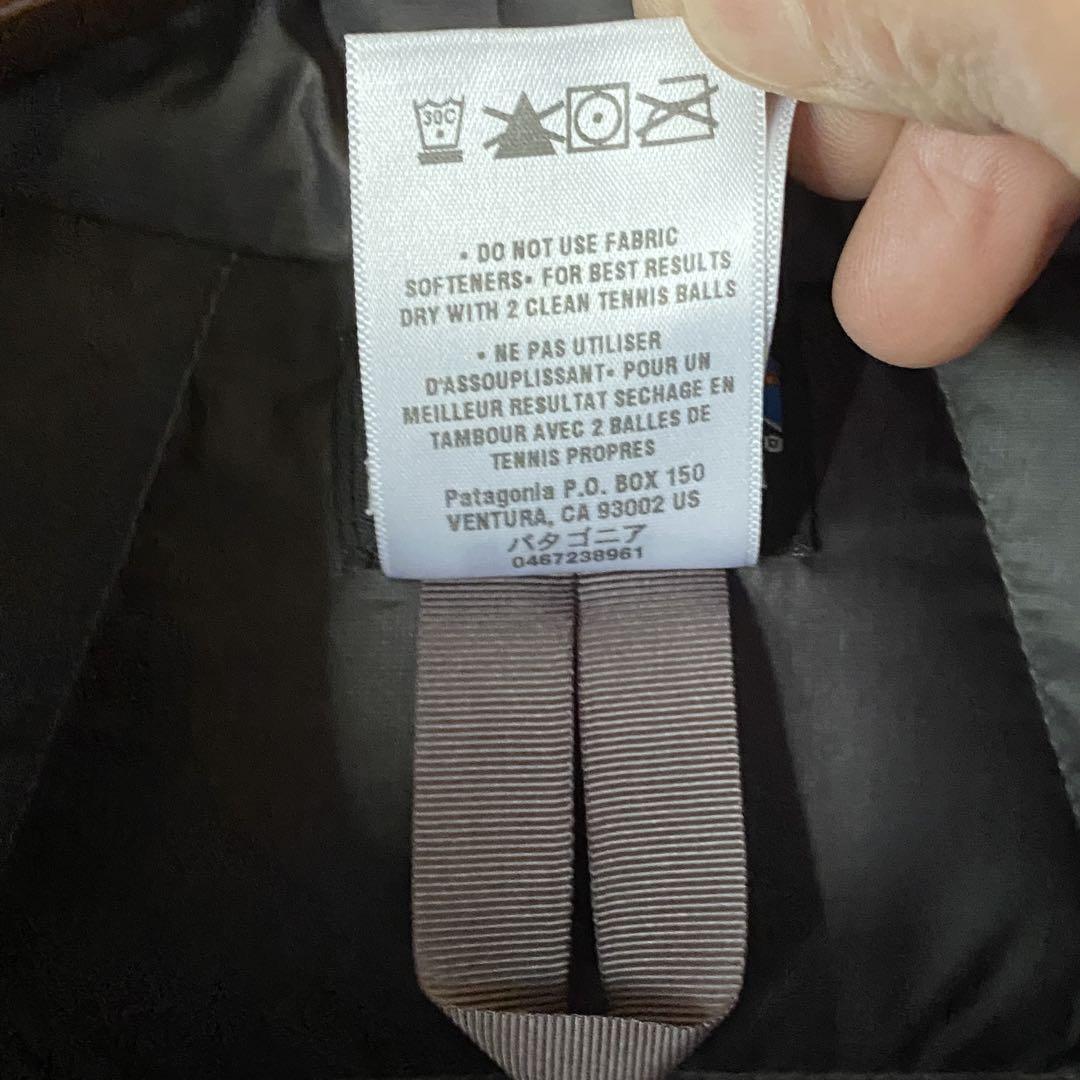 30C
• DO NOT USE FABRIC
SOFTENERS• FOR BEST RESULTS
DRY WITH 2 CLEAN TENNIS BALLS
• NE PAS UTILISER
D'ASSOUPLISSANT• POUR UN
MEILLEUR RESULTAT SECHAGE EN
TAMBOUR AVEC 2 BALLES DE
TENNIS PROPRES
Patagonia P.O. BOX 150
VENTURA, CA 93002 US
パタゴニア
0467238961